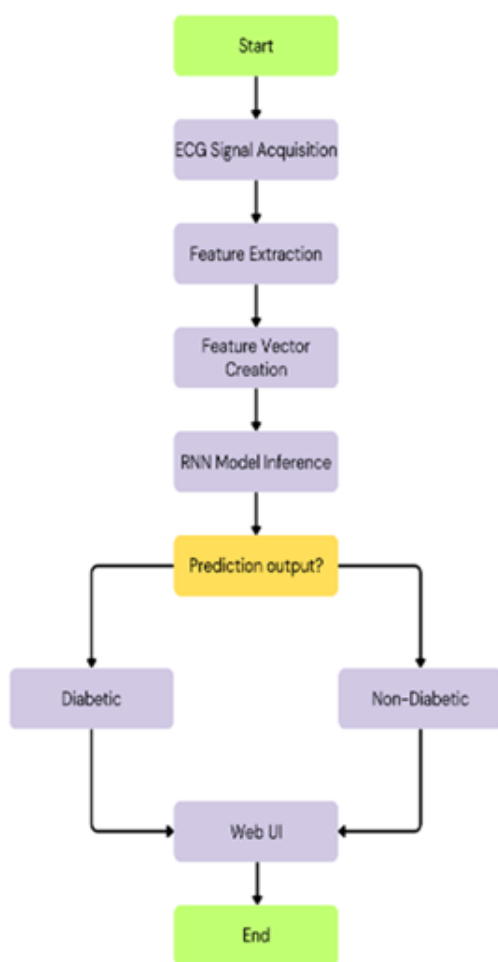 Start
ECG Signal Acquisition
Feature Extraction
Feature Vector
Creation
RNN Model Inference
Prediction output?
Diabetic
Non-Diabetic
Web UI
End